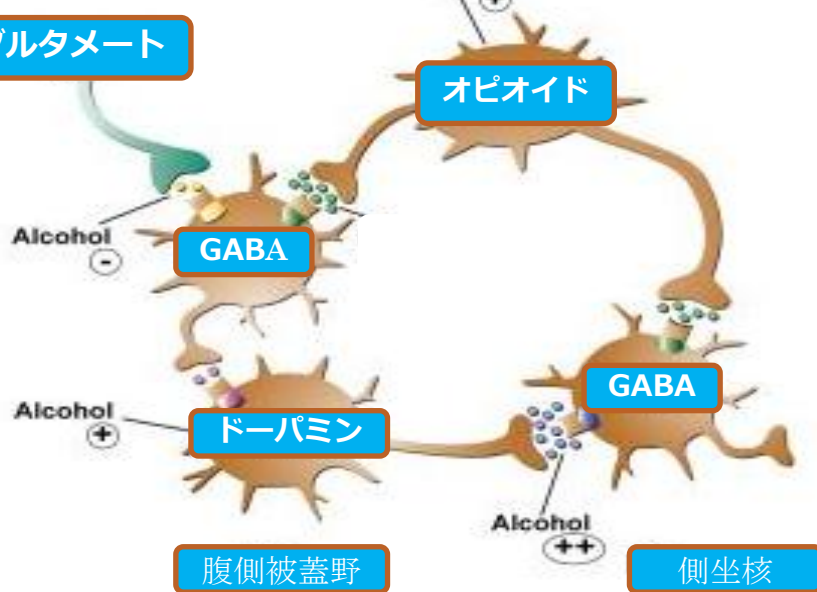 グルタメート
+
オピオイド
Alcohol
-
GABA
Alcohol
+
ドーパミン
GABA
Alcohol
++
腹側被蓋野
側坐核